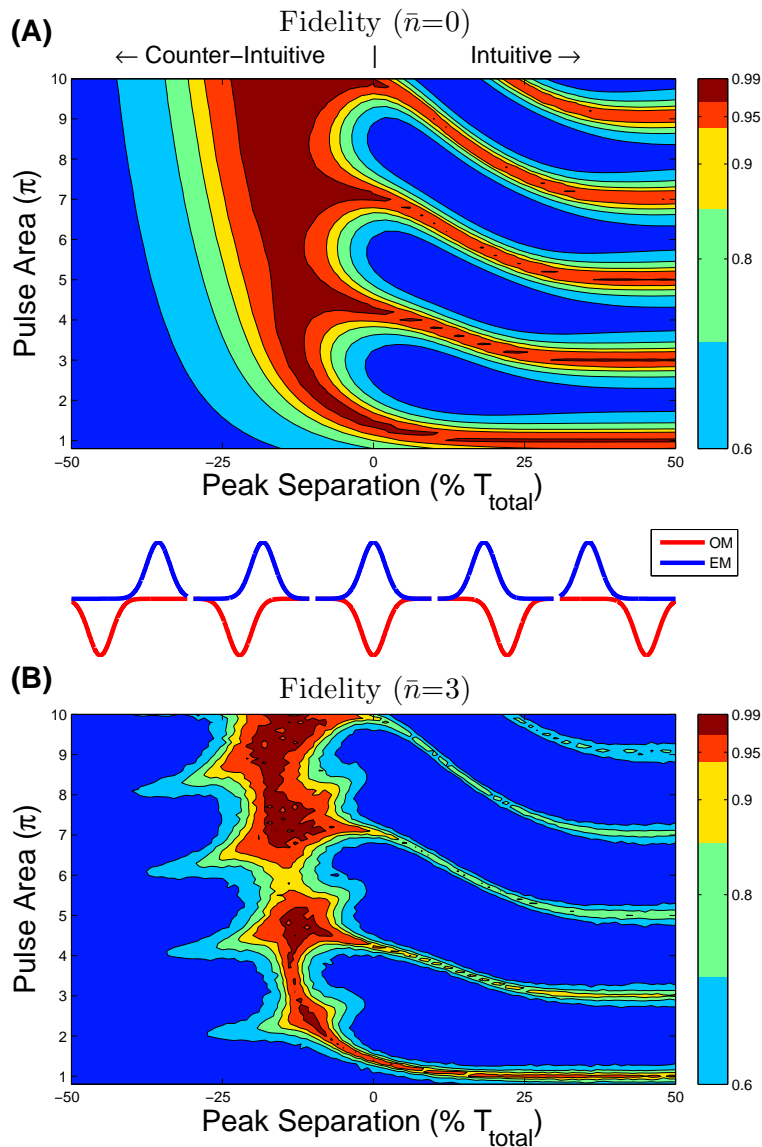 Fidelity (n̄=0)
(A)
← Counter−Intuitive | Intuitive →
10
9
8
7
6
5
4
3
2
1
Pulse Area (π)
−50 −25 0 25 50
Peak Separation (% T_total)
0.99
0.95
0.9
0.8
0.6
OM
EM
(B)
Fidelity (n̄=3)
10
9
8
7
6
5
4
3
2
1
Pulse Area (π)
−50 −25 0 25 50
Peak Separation (% T_total)
0.99
0.95
0.9
0.8
0.6